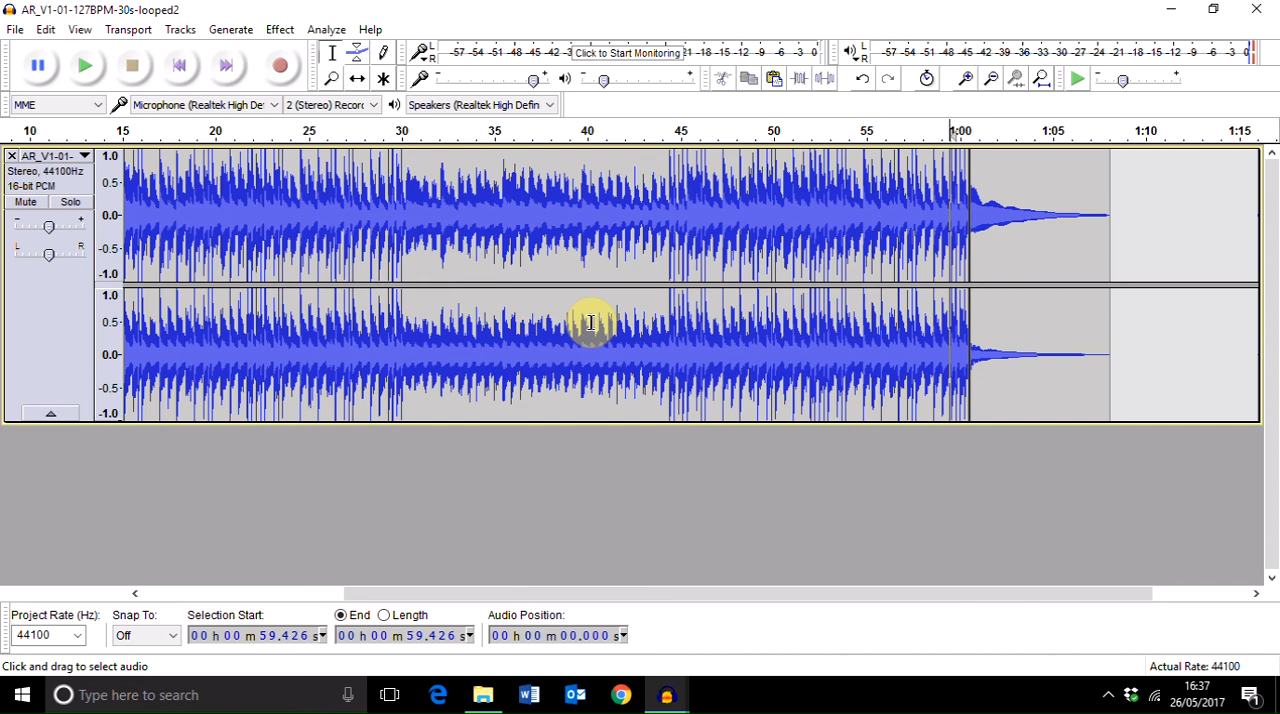 AR_V1-01-127BPM-30s-looped2
File Edit View Transport Tracks Generate Effect Analyze Help
L R -57 -54 -51 -48 -45 -42 -3 Click to Start Monitoring 21 -18 -15 -12 -9 -6 -3 0 L R -57 -54 -51 -48 -45 -42 -39 -36 -33 -30 -27 -24 -21 -18 -15 -12 -9 -6 -3 0
- + - + - +
MME Microphone (Realtek High Def 2 (Stereo) Record Speakers (Realtek High Defin
10 15 20 25 30 35 40 45 50 55 1:00 1:05 1:10 1:15
AR_V1-01-
Stereo, 44100Hz
16-bit PCM
Mute Solo
- +
L R
1.0
0.5-
0.0-
-0.5-
-1.0
1.0
0.5-
0.0-
-0.5-
-1.0
Project Rate (Hz): Snap To: Selection Start: End Length Audio Position:
44100 Off 00 h 00 m 59.426 s 00 h 00 m 59.426 s 00 h 00 m 00.000 s
Click and drag to select audio Actual Rate: 44100
Type here to search
16:37
26/05/2017
1